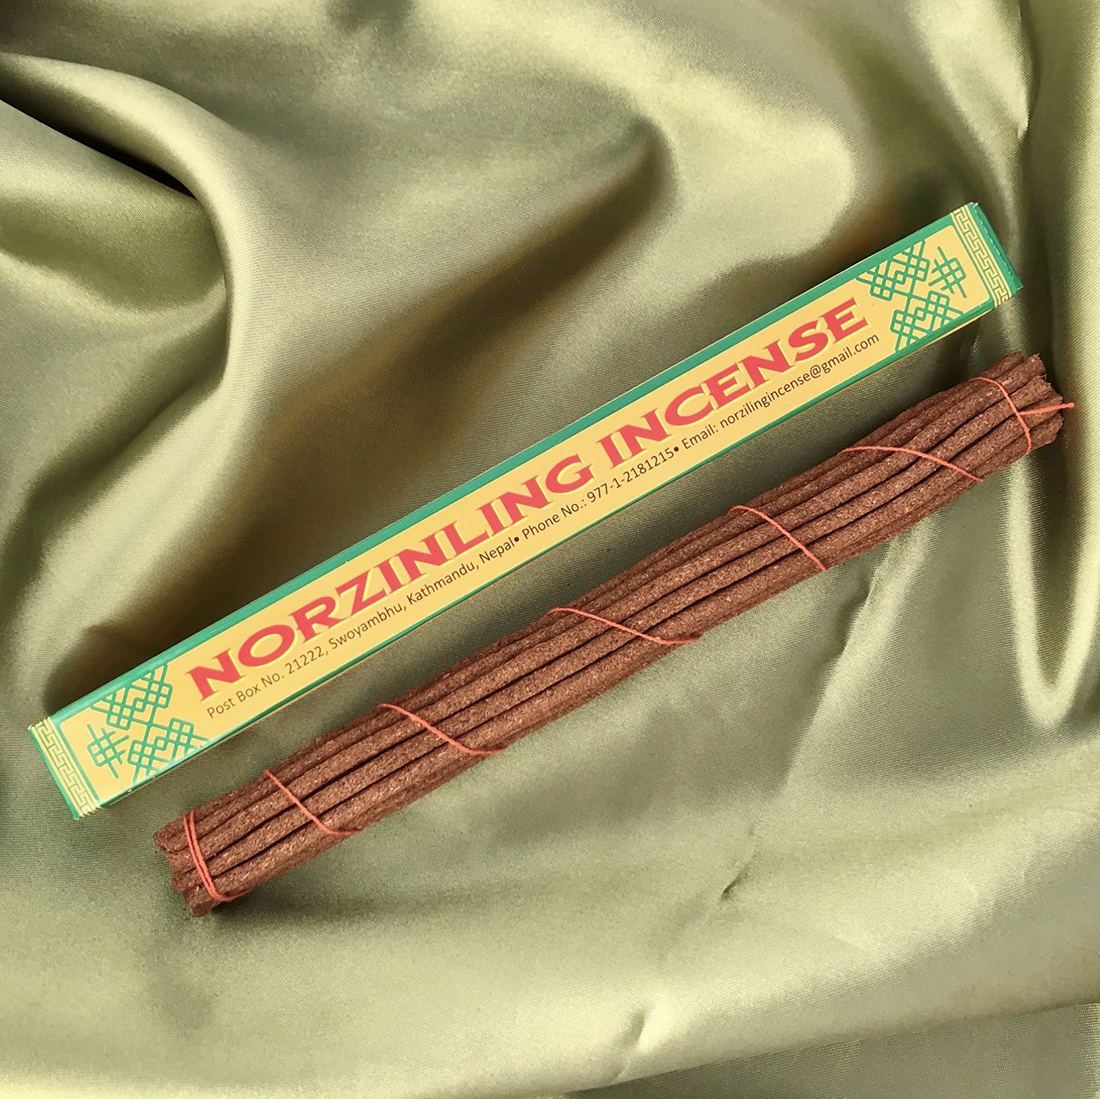 NORZINLING INCENSE
Post Box No. 21222, Swoyambhu, Kathmandu, Nepal• Phone No.: 977-1-2181215• Email: norzilingincense@gmail.com